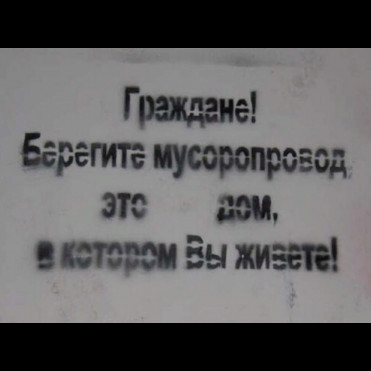 Граждане!
Берегите мусоропровод,
это дом,
в котором Вы живете!